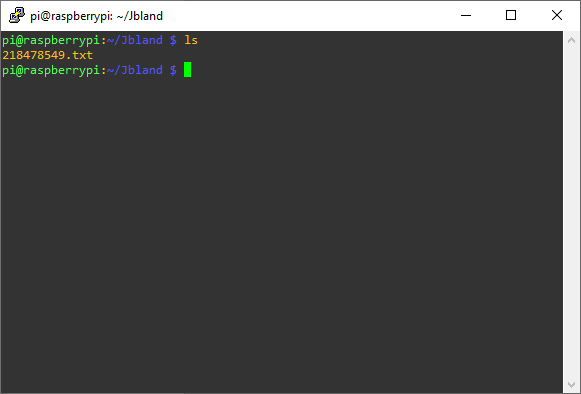 pi@raspberrypi: ~/Jbland
pi@raspberrypi:~/Jbland $ ls
218478549.txt
pi@raspberrypi:~/Jbland $